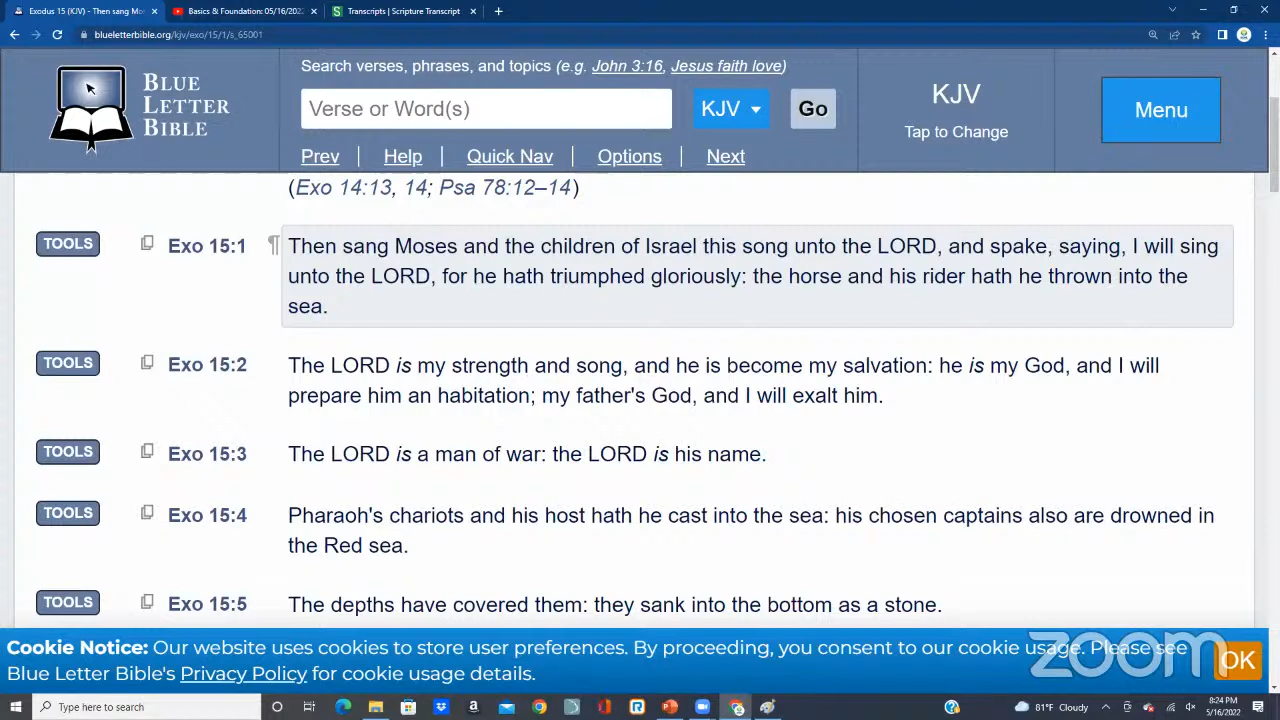 Exodus 15 (KJV) - Then sang Mo
Basics & Foundation: 05/16/2022
Transcripts | Scripture Transcript
blueletterbible.org/kjv/exo/15/1/s_65001
BLUE
LETTER
BIBLE
Search verses, phrases, and topics (e.g. John 3:16, Jesus faith love)
Verse or Word(s)
KJV
Go
Prev | Help | Quick Nav | Options | Next
KJV
Tap to Change
Menu
(Exo 14:13, 14; Psa 78:12–14)
TOOLS Exo 15:1 ¶ Then sang Moses and the children of Israel this song unto the LORD, and spake, saying, I will sing
unto the LORD, for he hath triumphed gloriously: the horse and his rider hath he thrown into the
sea.
TOOLS Exo 15:2 The LORD is my strength and song, and he is become my salvation: he is my God, and I will
prepare him an habitation; my father's God, and I will exalt him.
TOOLS Exo 15:3 The LORD is a man of war: the LORD is his name.
TOOLS Exo 15:4 Pharaoh's chariots and his host hath he cast into the sea: his chosen captains also are drowned in
the Red sea.
TOOLS Exo 15:5 The depths have covered them: they sank into the bottom as a stone.
Cookie Notice: Our website uses cookies to store user preferences. By proceeding, you consent to our cookie usage. Please see
Blue Letter Bible's Privacy Policy for cookie usage details.
OK
zoom
Type here to search
81°F Cloudy
8:24 PM
5/16/2022